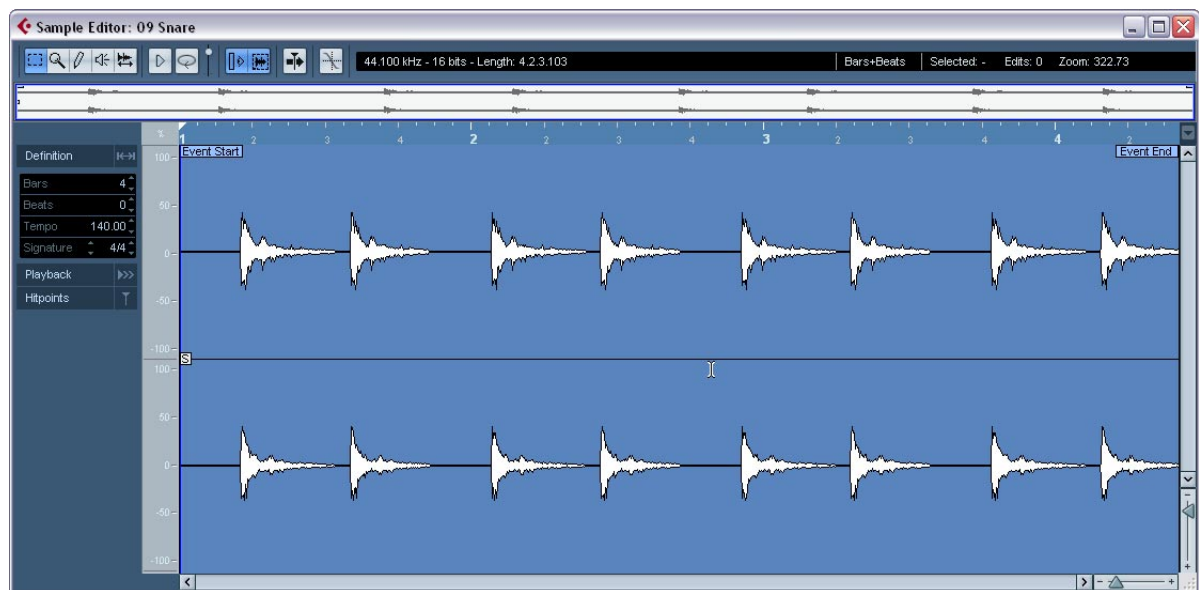 Sample Editor: 09 Snare
44.100 kHz - 16 bits - Length: 4.2.3.103 Bars+Beats Selected: - Edits: 0 Zoom: 322.73
% 1 2 3 4 2 2 3 4 3 2 3 4 4 2
Definition
Bars 4
Beats 0
Tempo 140.00
Signature 4/4
Playback
Hitpoints
Event Start Event End
100
50
0
-50
-100
S
100
50
0
-50
-100